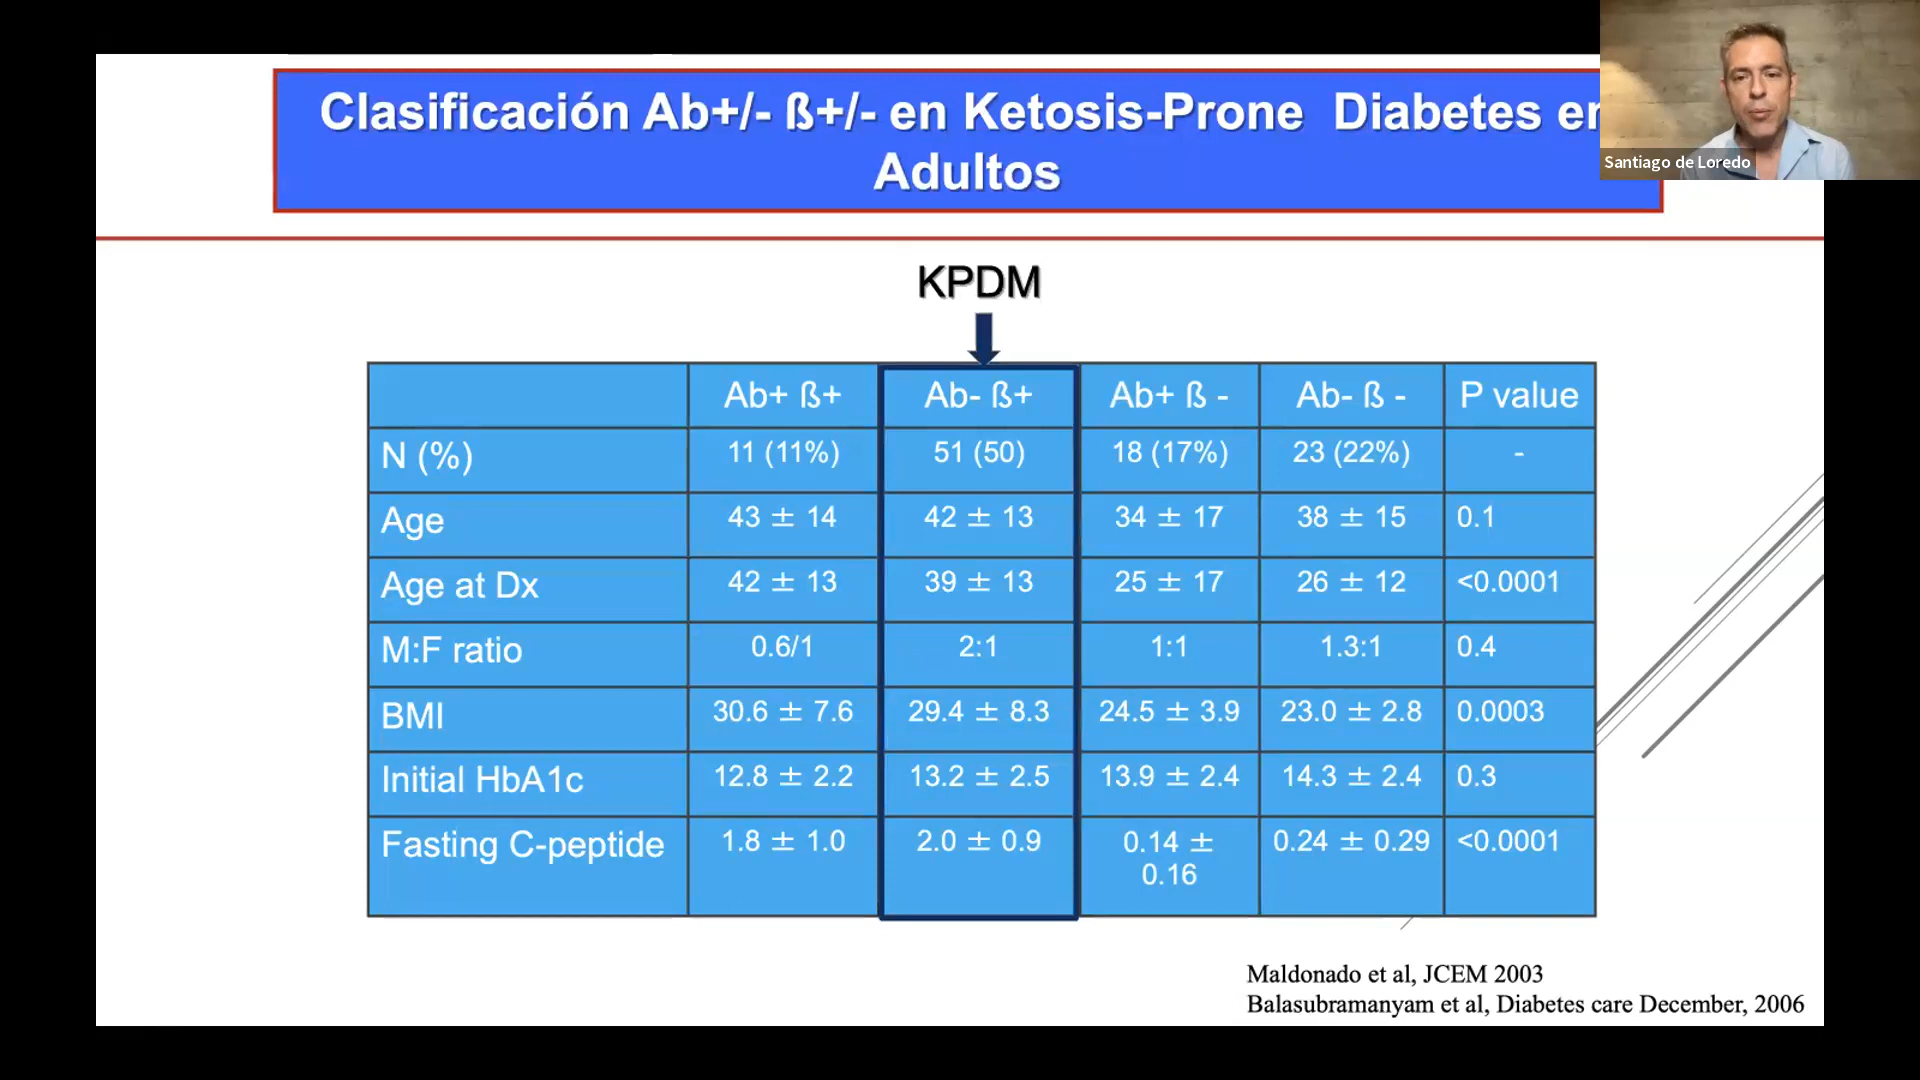 Clasificación Ab+/- ß+/- en Ketosis-Prone Diabetes en
Adultos
Santiago de Loredo
KPDM
Ab+ ß+ Ab- ß+ Ab+ ß - Ab- ß - P value
N (%) 11 (11%) 51 (50) 18 (17%) 23 (22%) -
Age 43 ± 14 42 ± 13 34 ± 17 38 ± 15 0.1
Age at Dx 42 ± 13 39 ± 13 25 ± 17 26 ± 12 <0.0001
M:F ratio 0.6/1 2:1 1:1 1.3:1 0.4
BMI 30.6 ± 7.6 29.4 ± 8.3 24.5 ± 3.9 23.0 ± 2.8 0.0003
Initial HbA1c 12.8 ± 2.2 13.2 ± 2.5 13.9 ± 2.4 14.3 ± 2.4 0.3
Fasting C-peptide 1.8 ± 1.0 2.0 ± 0.9 0.14 ± 0.16 0.24 ± 0.29 <0.0001
Maldonado et al, JCEM 2003
Balasubramanyam et al, Diabetes care December, 2006